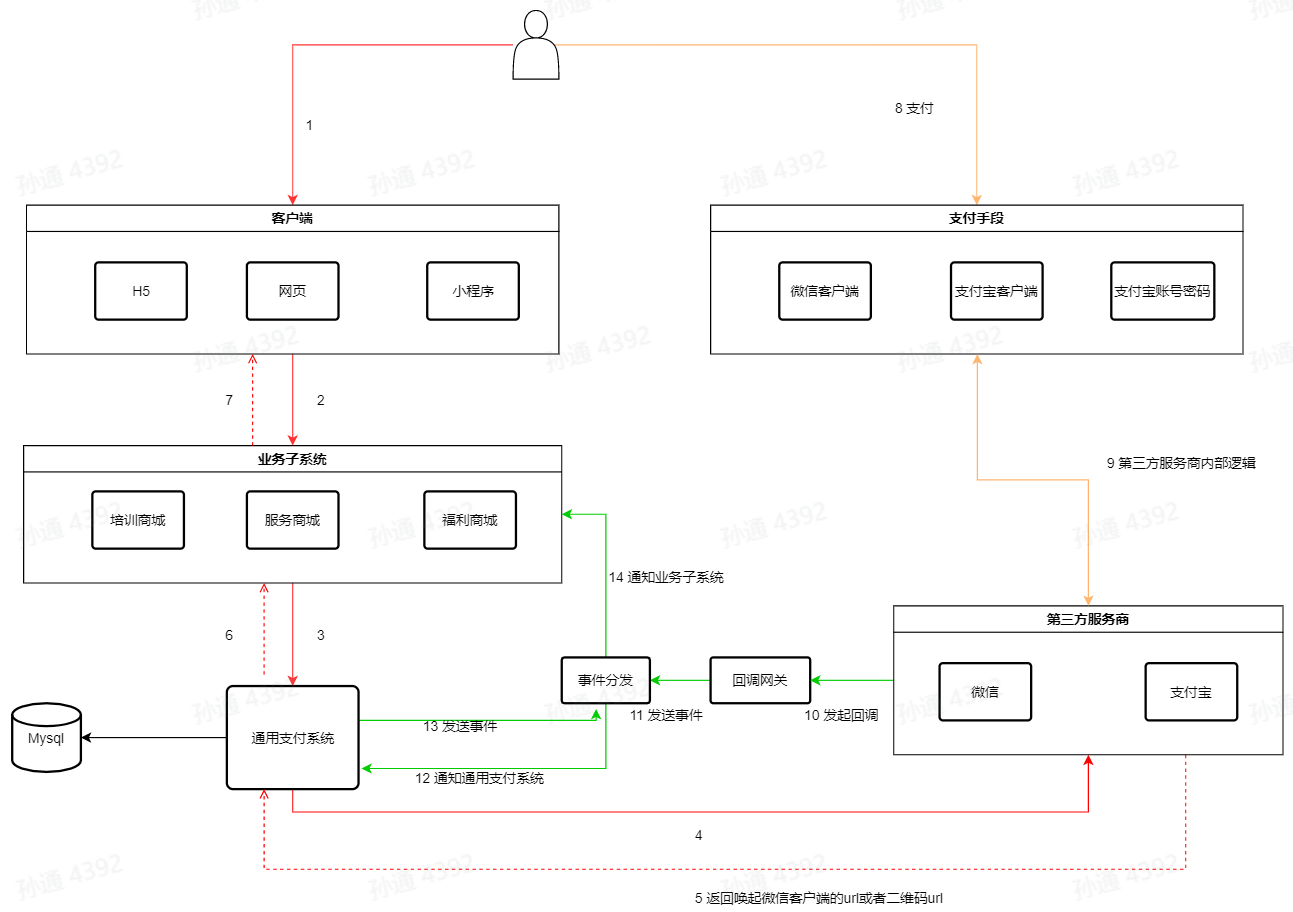 8 支付
1
客户端
支付手段
H5
网页
小程序
微信客户端
支付宝客户端
支付宝账号密码
7
2
业务子系统
9 第三方服务商内部逻辑
培训商城
服务商城
福利商城
14 通知业务子系统
第三方服务商
6
3
事件分发
回调网关
微信
支付宝
11 发送事件
10 发起回调
13 发送事件
Mysql
通用支付系统
12 通知通用支付系统
4
5 返回唤起微信客户端的url或者二维码url
孙通 4392